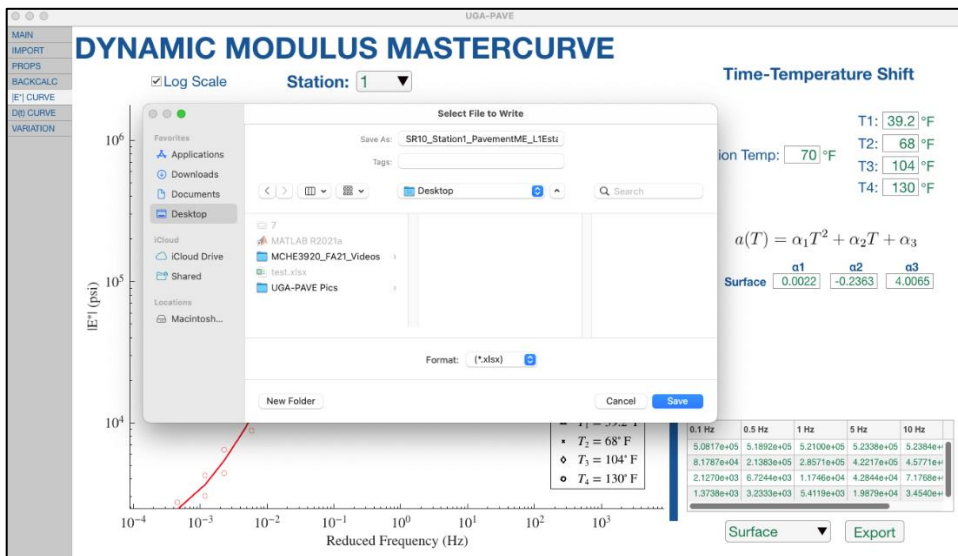 UGA-PAVE
MAIN
IMPORT
PROPS
BACKCALC
|E*| CURVE
D(t) CURVE
VARIATION
DYNAMIC MODULUS MASTERCURVE
Log Scale
Station: 1
Time-Temperature Shift
T1: 39.2 °F
T2: 68 °F
T3: 104 °F
T4: 130 °F
Temp: 70 °F
a(T) = α₁T² + α₂T + α₃
α1 α2 α3
Surface 0.0022 -0.2363 4.0065
Select File to Write
Save As: SR10_Station1_PavementME_L1Esta
Tags:
Favorites
Applications
Downloads
Documents
Desktop
iCloud
iCloud Drive
Shared
Locations
Macintosh...
Desktop
Search
7
MATLAB R2021a
MCHE3920_FA21_Videos
test.xlsx
UGA-PAVE Pics
Format: (*.xlsx)
New Folder
Cancel
Save
10⁶
10⁵
10⁴
|E*| (psi)
T₂ = 68° F
T₃ = 104° F
T₄ = 130° F
10⁻⁴ 10⁻³ 10⁻² 10⁻¹ 10⁰ 10¹ 10² 10³
Reduced Frequency (Hz)
0.1 Hz 0.5 Hz 1 Hz 5 Hz 10 Hz
5.0817e+05 5.1892e+05 5.2100e+05 5.2338e+05 5.2384e+
8.1787e+04 2.1383e+05 2.8571e+05 4.2217e+05 4.5771e+
2.1270e+03 6.7244e+03 1.1746e+04 4.2844e+04 7.1768e+
1.3738e+03 3.2333e+03 5.4119e+03 1.9879e+04 3.4540e+
Surface
Export